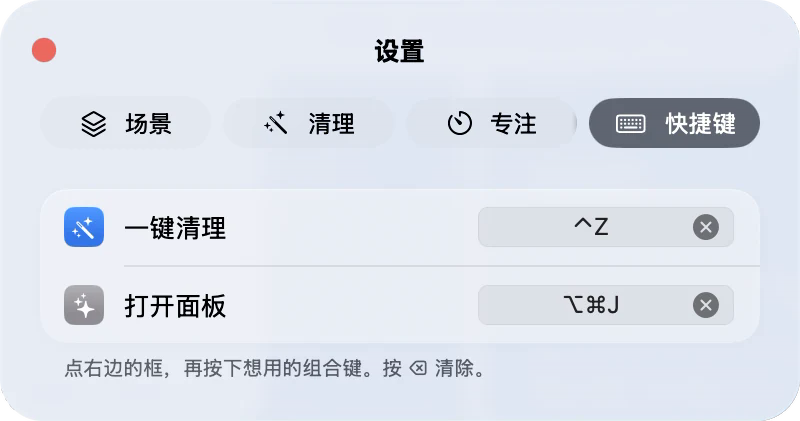 设置
场景 清理 专注 快捷键
一键清理 ^Z
打开面板 ⌥⌘J
点右边的框，再按下想用的组合键。按 ⌫ 清除。